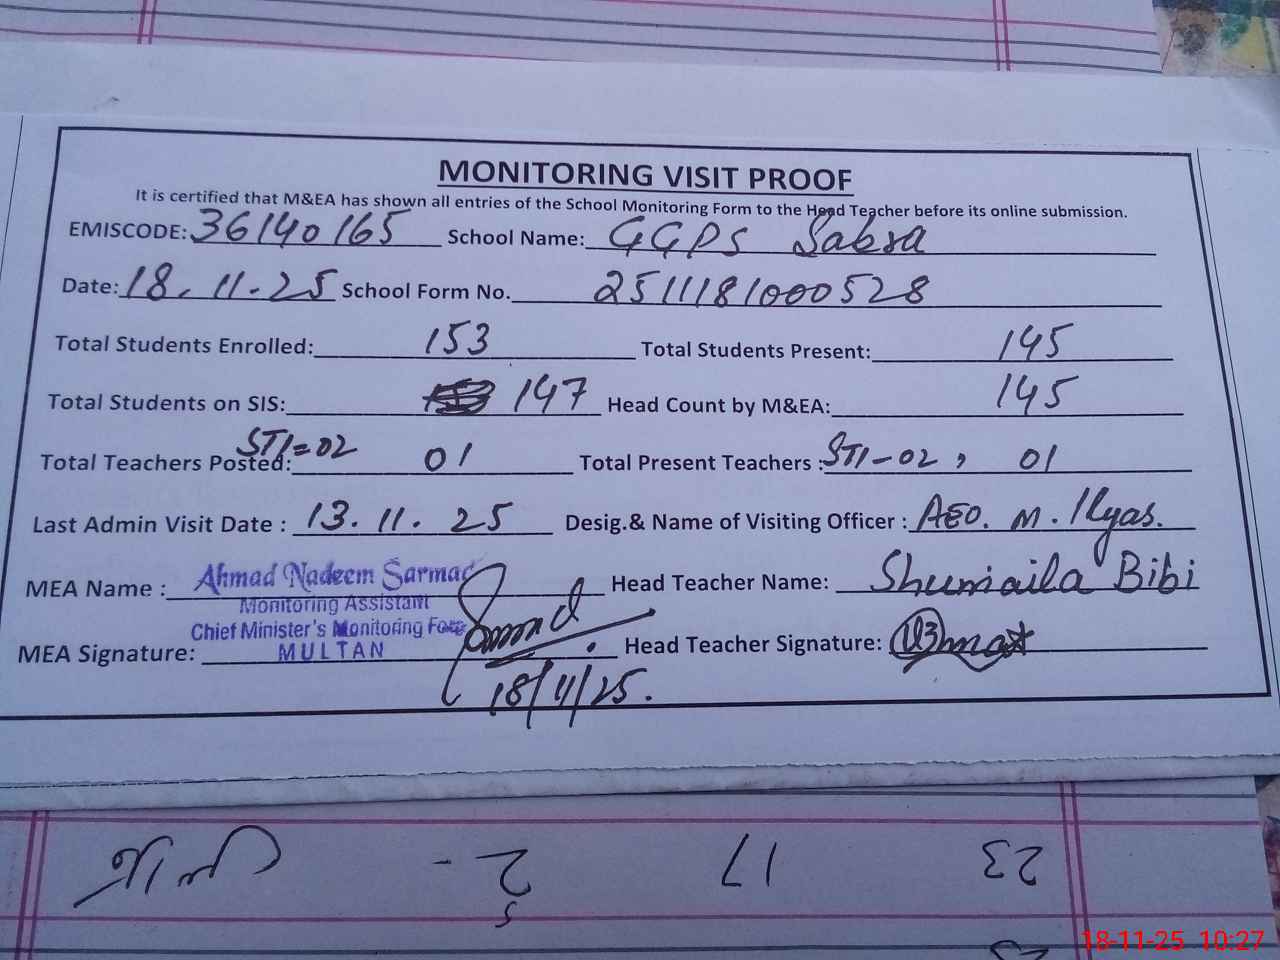 MONITORING VISIT PROOF
It is certified that M&EA has shown all entries of the School Monitoring Form to the Head Teacher before its online submission.
EMISCODE: 36140165 School Name: GGPS Sabra
Date: 18.11.25 School Form No. 2511181000528
Total Students Enrolled: 153 Total Students Present: 145
Total Students on SIS: 147 Head Count by M&EA: 145
Total Teachers Posted: STI=02 01 Total Present Teachers : STI-02, 01
Last Admin Visit Date : 13.11.25 Desig.& Name of Visiting Officer : AEO. M. Ilyas.
MEA Name : Ahmad Nadeem Sarmad Head Teacher Name: Shumaila Bibi
Monitoring Assistant
Chief Minister's Monitoring Force
MULTAN
MEA Signature: Head Teacher Signature:
18/11/25.
23 17 2 -
18-11-25 10:27